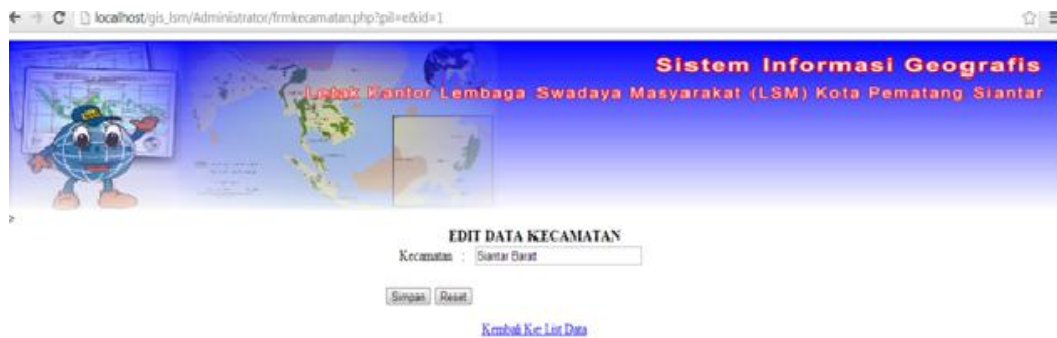 localhost/gis_lsm/Administrator/frmkecamatan.php?pil=e&id=1
Sistem Informasi Geografis
Letak Kantor Lembaga Swadaya Masyarakat (LSM) Kota Pematang Siantar
>
EDIT DATA KECAMATAN
Kecamatan : Siantar Baratt
Simpan Reset
Kembali Ke List Data